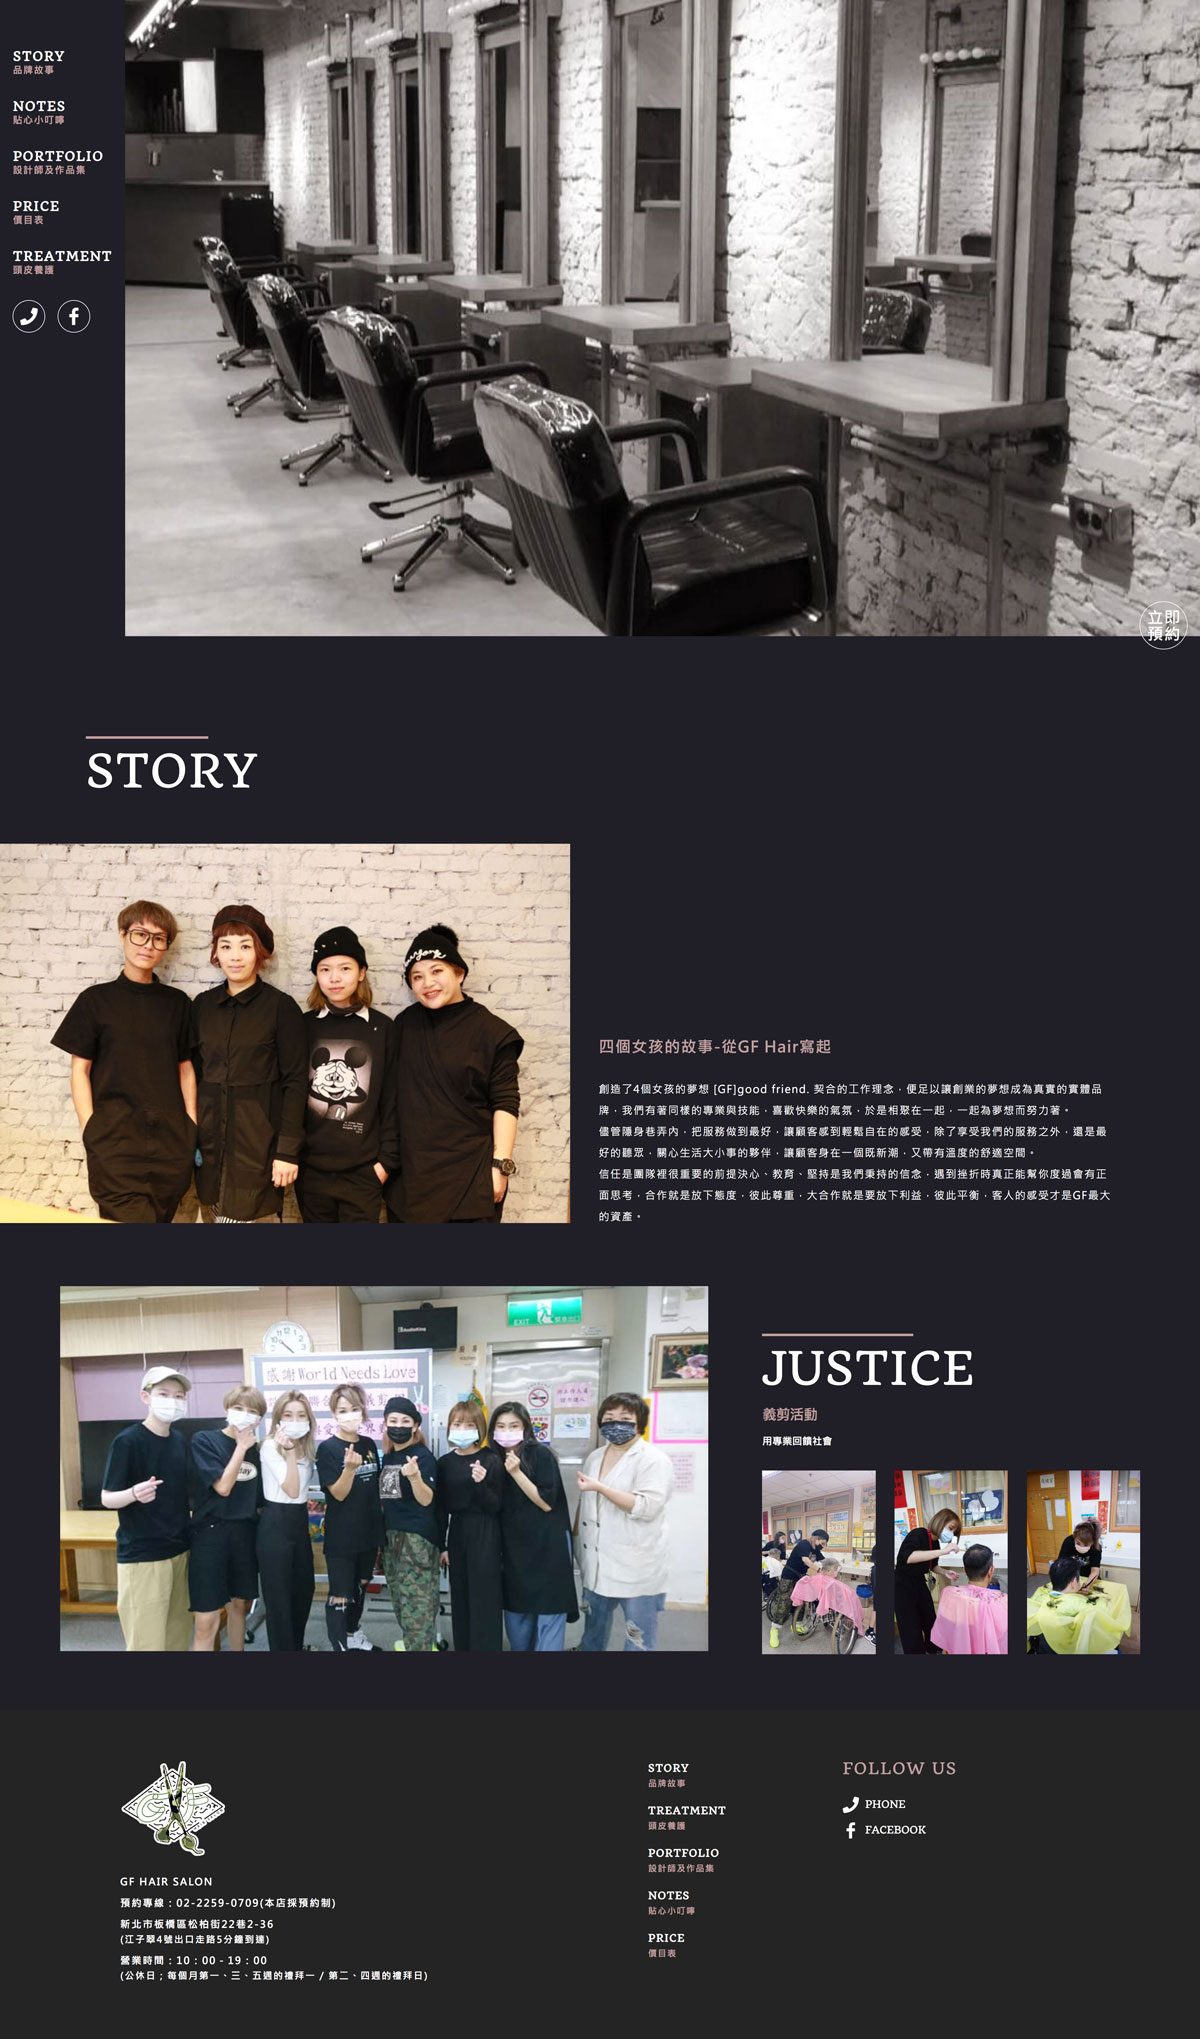 STORY
品牌故事
NOTES
貼心小叮嚀
PORTFOLIO
設計師及作品集
PRICE
價目表
TREATMENT
頭皮養護
立即
預約
STORY
四個女孩的故事-從GF Hair寫起
創造了4個女孩的夢想 [GF]good friend. 契合的工作理念，便足以讓創業的夢想成為真實的實體品
牌，我們有著同樣的專業與技能，喜歡快樂的氣氛，於是相聚在一起，一起為夢想而努力著。
儘管隱身巷弄內，把服務做到最好，讓顧客感到輕鬆自在的感受，除了享受我們的服務之外，還是最
好的聽眾，關心生活大小事的夥伴，讓顧客身在一個既新潮，又帶有溫度的舒適空間。
信任是團隊裡很重要的前提決心、教育、堅持是我們秉持的信念，遇到挫折時真正能幫你度過會有正
面思考，合作就是放下態度，彼此尊重，大合作就是要放下利益，彼此平衡，客人的感受才是GF最大
的資產。
EXIT
感謝World Needs Love
JUSTICE
義剪活動
用專業回饋社會
GF HAIR SALON
預約專線：02-2259-0709(本店採預約制)
新北市板橋區松柏街22巷2-36
(江子翠4號出口走路5分鐘到達)
營業時間：10：00 - 19：00
(公休日；每個月第一、三、五週的禮拜一 / 第二、四週的禮拜日)
STORY
品牌故事
TREATMENT
頭皮養護
PORTFOLIO
設計師及作品集
NOTES
貼心小叮嚀
PRICE
價目表
FOLLOW US
PHONE
FACEBOOK